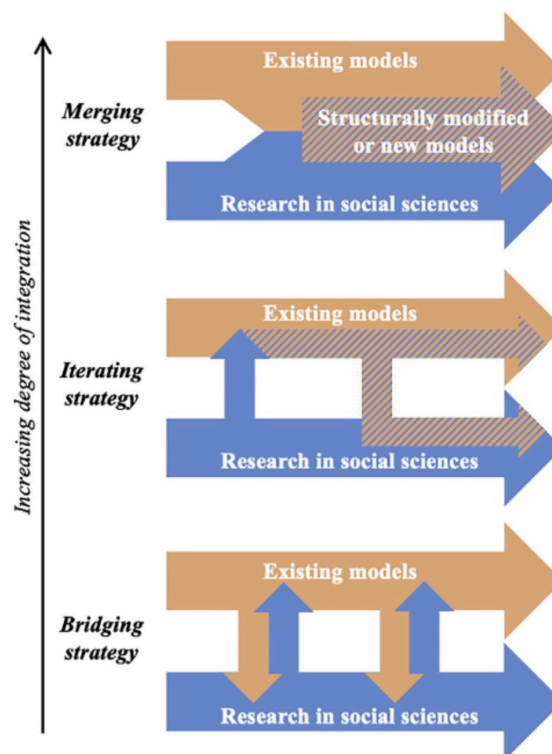 Increasing degree of integration
Merging
strategy
Existing models
Structurally modified
or new models
Research in social sciences
Iterating
strategy
Existing models
Research in social sciences
Bridging
strategy
Existing models
Research in social sciences